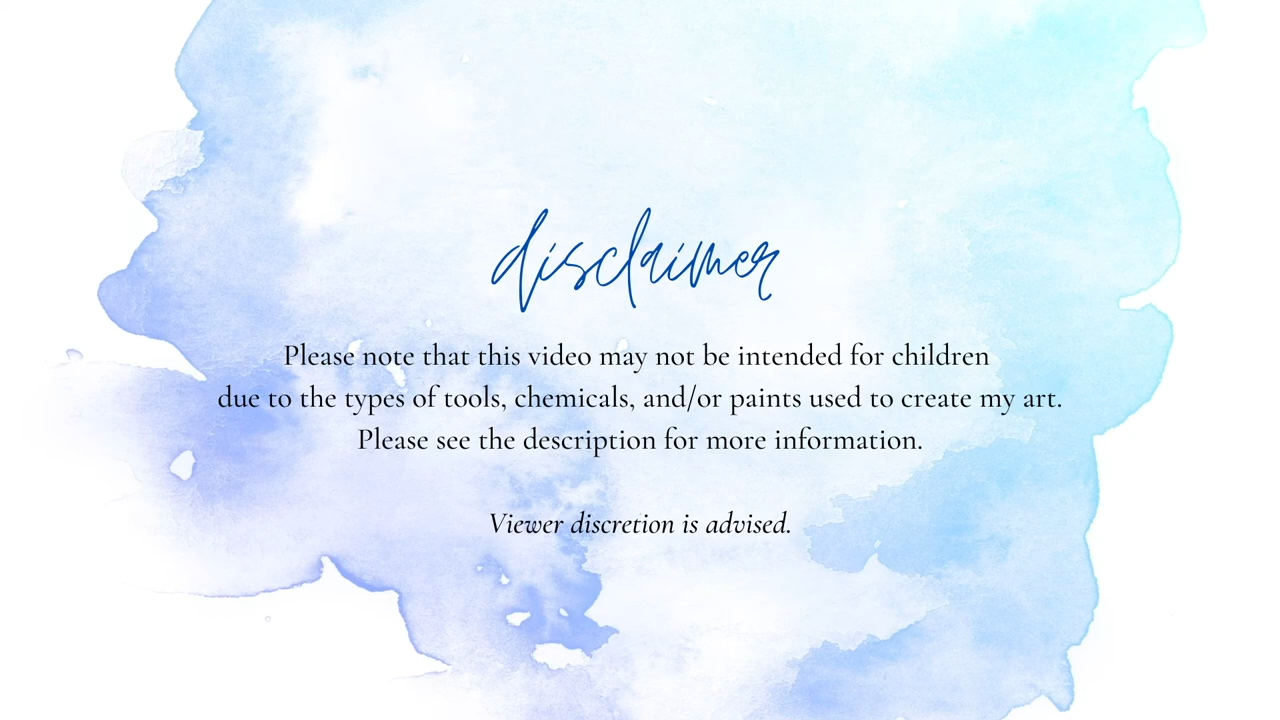 disclaimer
Please note that this video may not be intended for children
due to the types of tools, chemicals, and/or paints used to create my art.
Please see the description for more information.
Viewer discretion is advised.